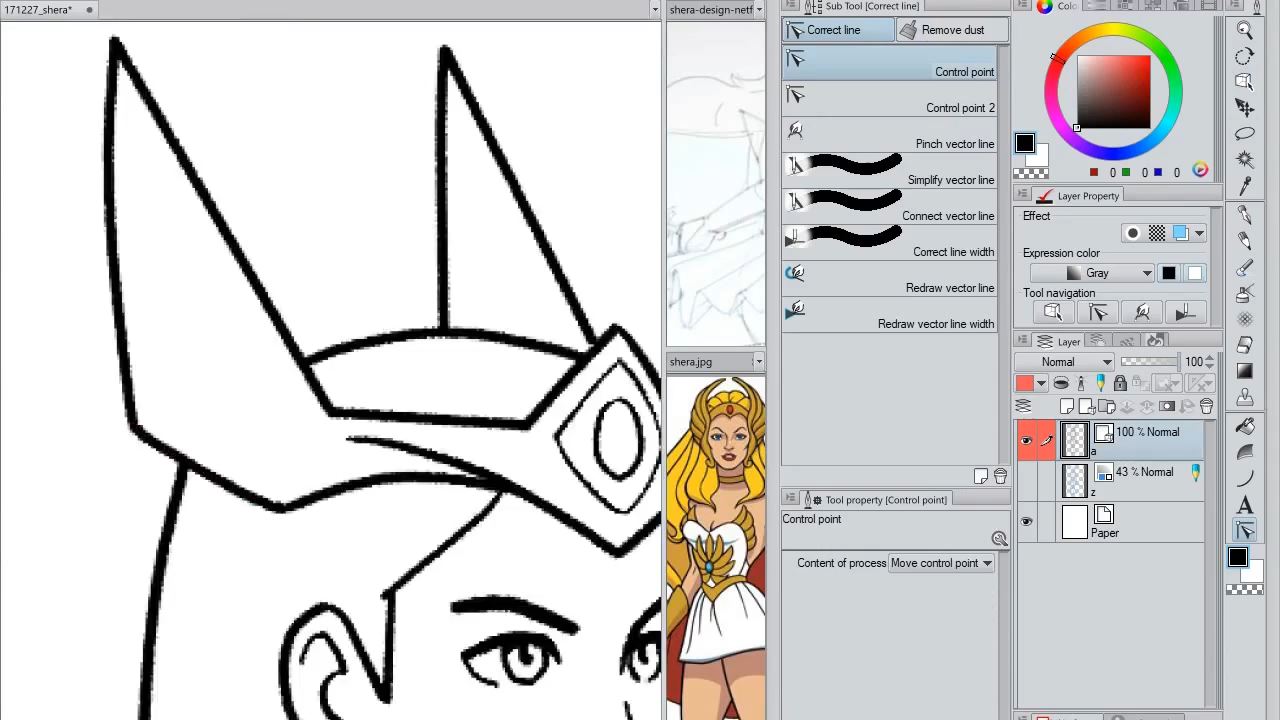 171227_shera*
shera-design-netf
Sub Tool [Correct line]
Correct line
Remove dust
Control point
Control point 2
Pinch vector line
Simplify vector line
Connect vector line
Correct line width
Redraw vector line
Redraw vector line width
Tool property [Control point]
Control point
Content of process
Move control point
shera.jpg
Colo
0
0
0
Layer Property
Effect
Expression color
Gray
Tool navigation
Layer
Normal
100
100 % Normal
a
43 % Normal
z
Paper
A